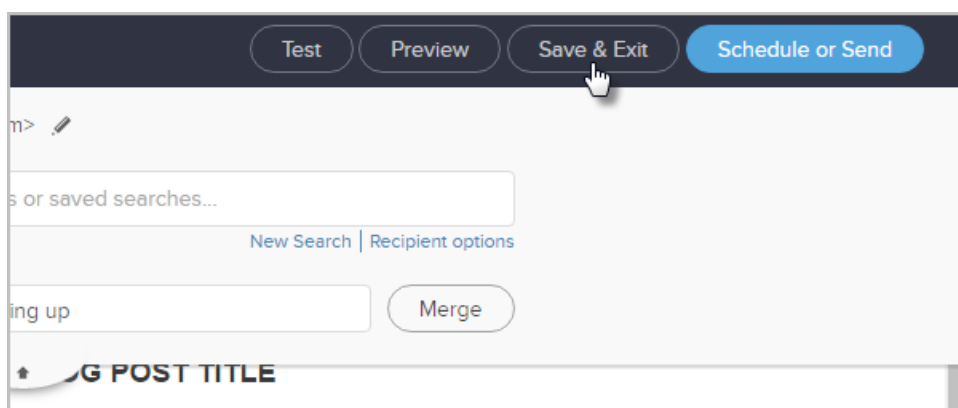 Test Preview Save & Exit Schedule or Send
m>
s or saved searches...
New Search | Recipient options
ing up Merge
OG POST TITLE